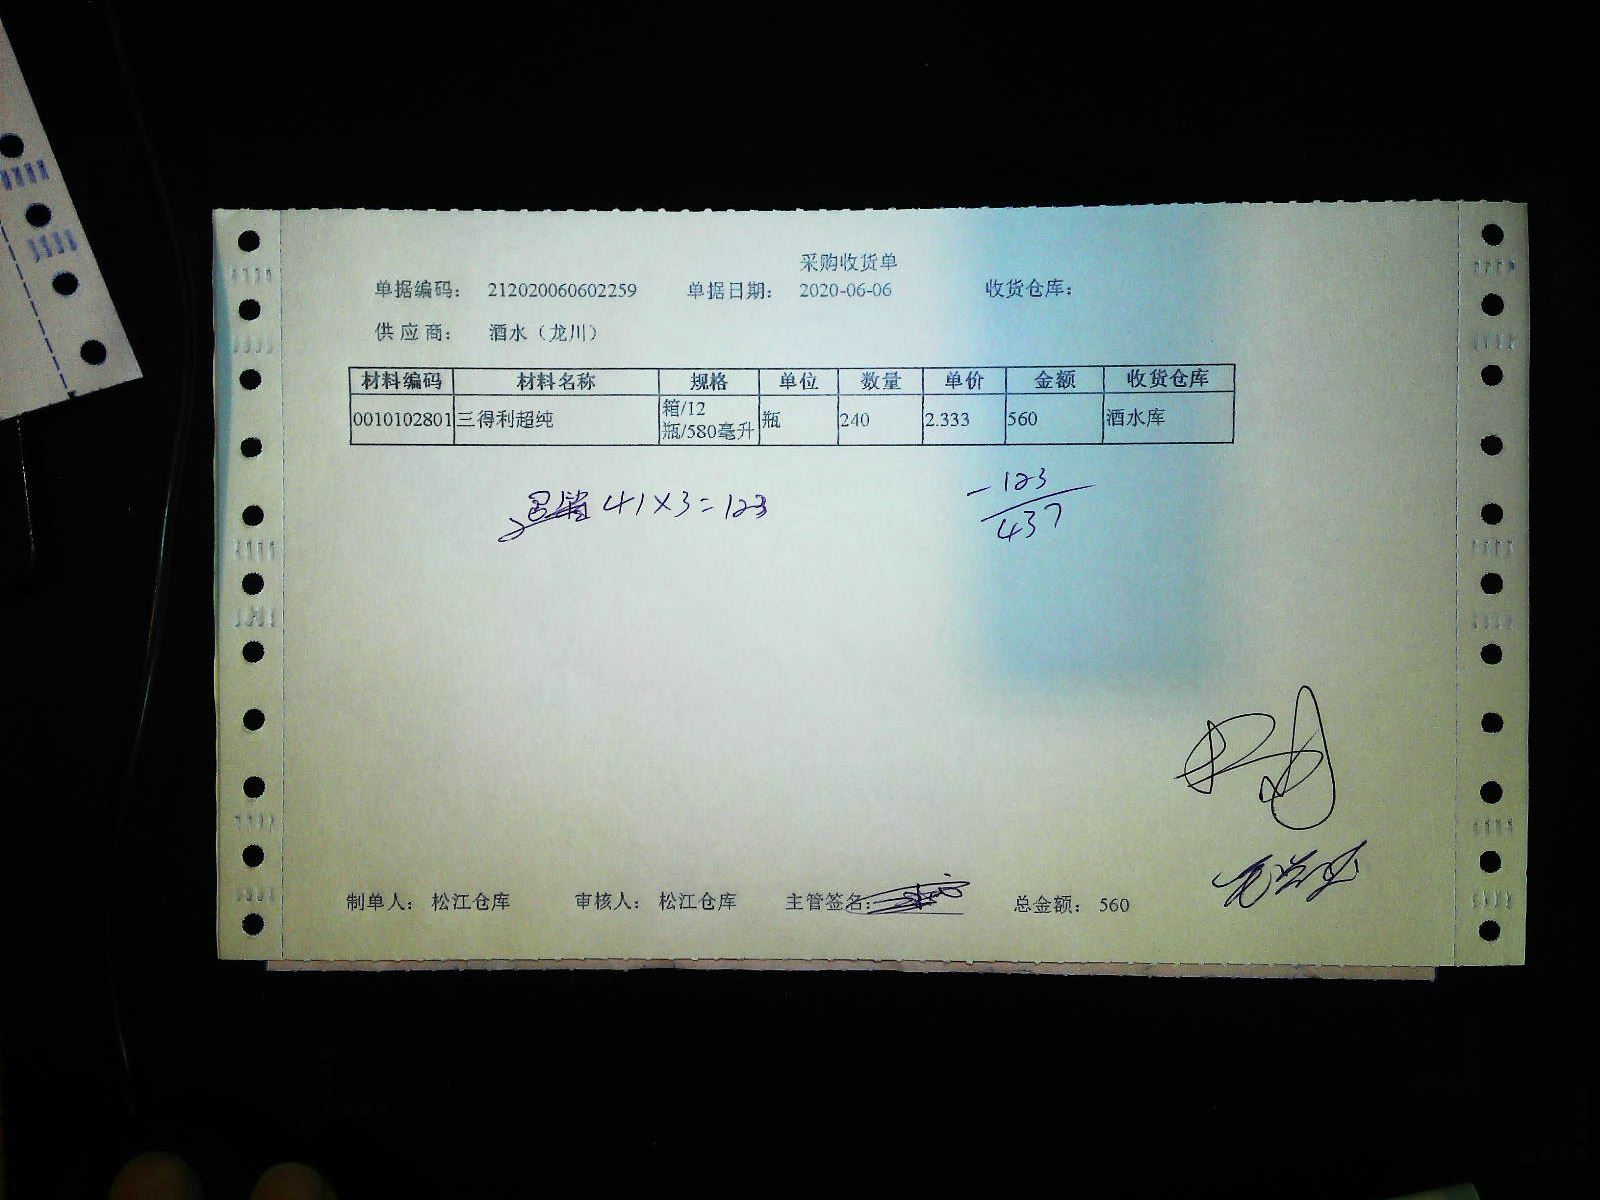 采购收货单
单据编码： 212020060602259 单据日期： 2020-06-06 收货仓库：
供应商： 酒水（龙川）
材料编码 材料名称 规格 单位 数量 单价 金额 收货仓库
0010102801 三得利超纯 箱/12瓶/580毫升 瓶 240 2.333 560 酒水库
41×3=123
-123
437
制单人： 松江仓库 审核人： 松江仓库 主管签名： 总金额： 560